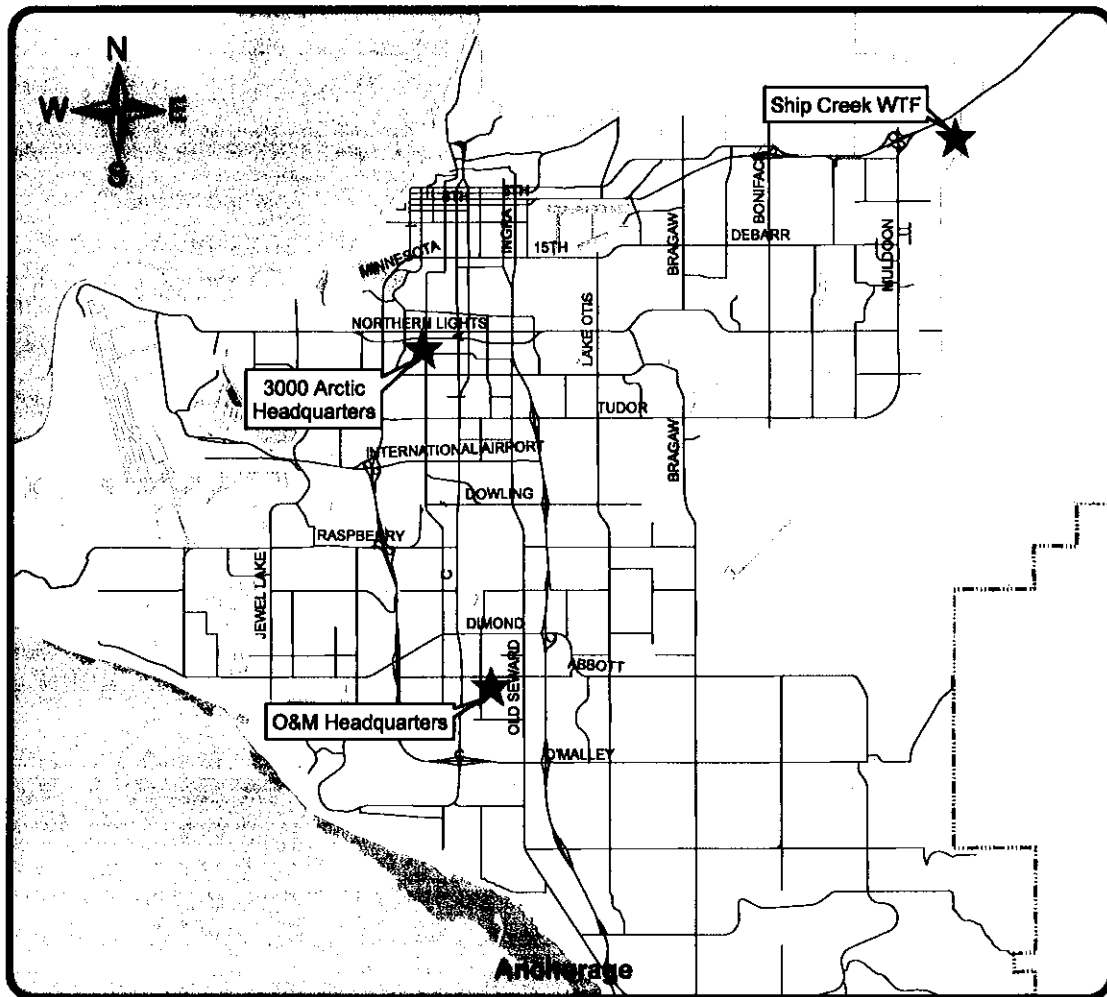 N
W E
S
Ship Creek WTF
5TH
6TH
INGRA
BONIFACE
MINNESOTA
15TH
BRAGAW
DEBARR
MULDOON
NORTHERN LIGHTS
LAKE OTIS
3000 Arctic
Headquarters
TUDOR
INTERNATIONAL AIRPORT
BRAGAW
DOWLING
RASPBERRY
JEWEL LAKE
C
DIMOND
OLD SEWARD
ABBOTT
O&M Headquarters
C
O'MALLEY
Anchorage